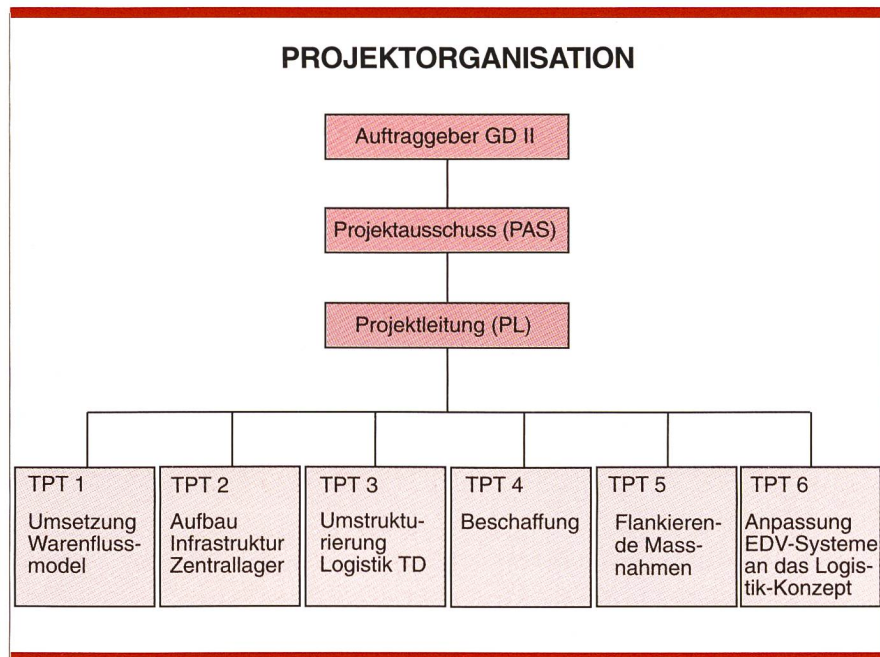 PROJEKTORGANISATION
Auftraggeber GD II
Projektausschuss (PAS)
Projektleitung (PL)
TPT 1
Umsetzung
Warenfluss-
model
TPT 2
Aufbau
Infrastruktur
Zentrallager
TPT 3
Umstruktu-
rierung
Logistik TD
TPT 4
Beschaffung
TPT 5
Flankieren-
de Mass-
nahmen
TPT 6
Anpassung
EDV-Systeme
an das Logis-
tik-Konzept